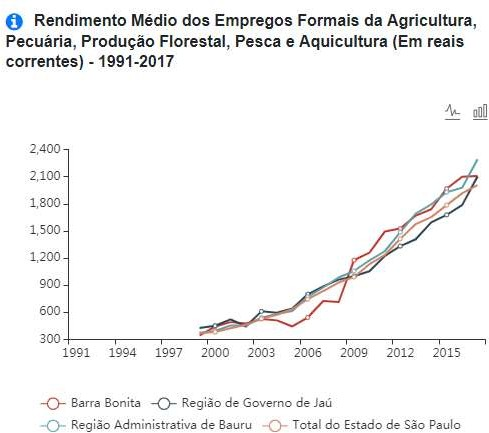 Rendimento Médio dos Empregos Formais da Agricultura,
Pecuária, Produção Florestal, Pesca e Aquicultura (Em reais
correntes) - 1991-2017
2,400
2,100
1,800
1,500
1,200
900
600
300
1991 1994 1997 2000 2003 2006 2009 2012 2015
Barra Bonita Região de Governo de Jaú
Região Administrativa de Bauru Total do Estado de São Paulo